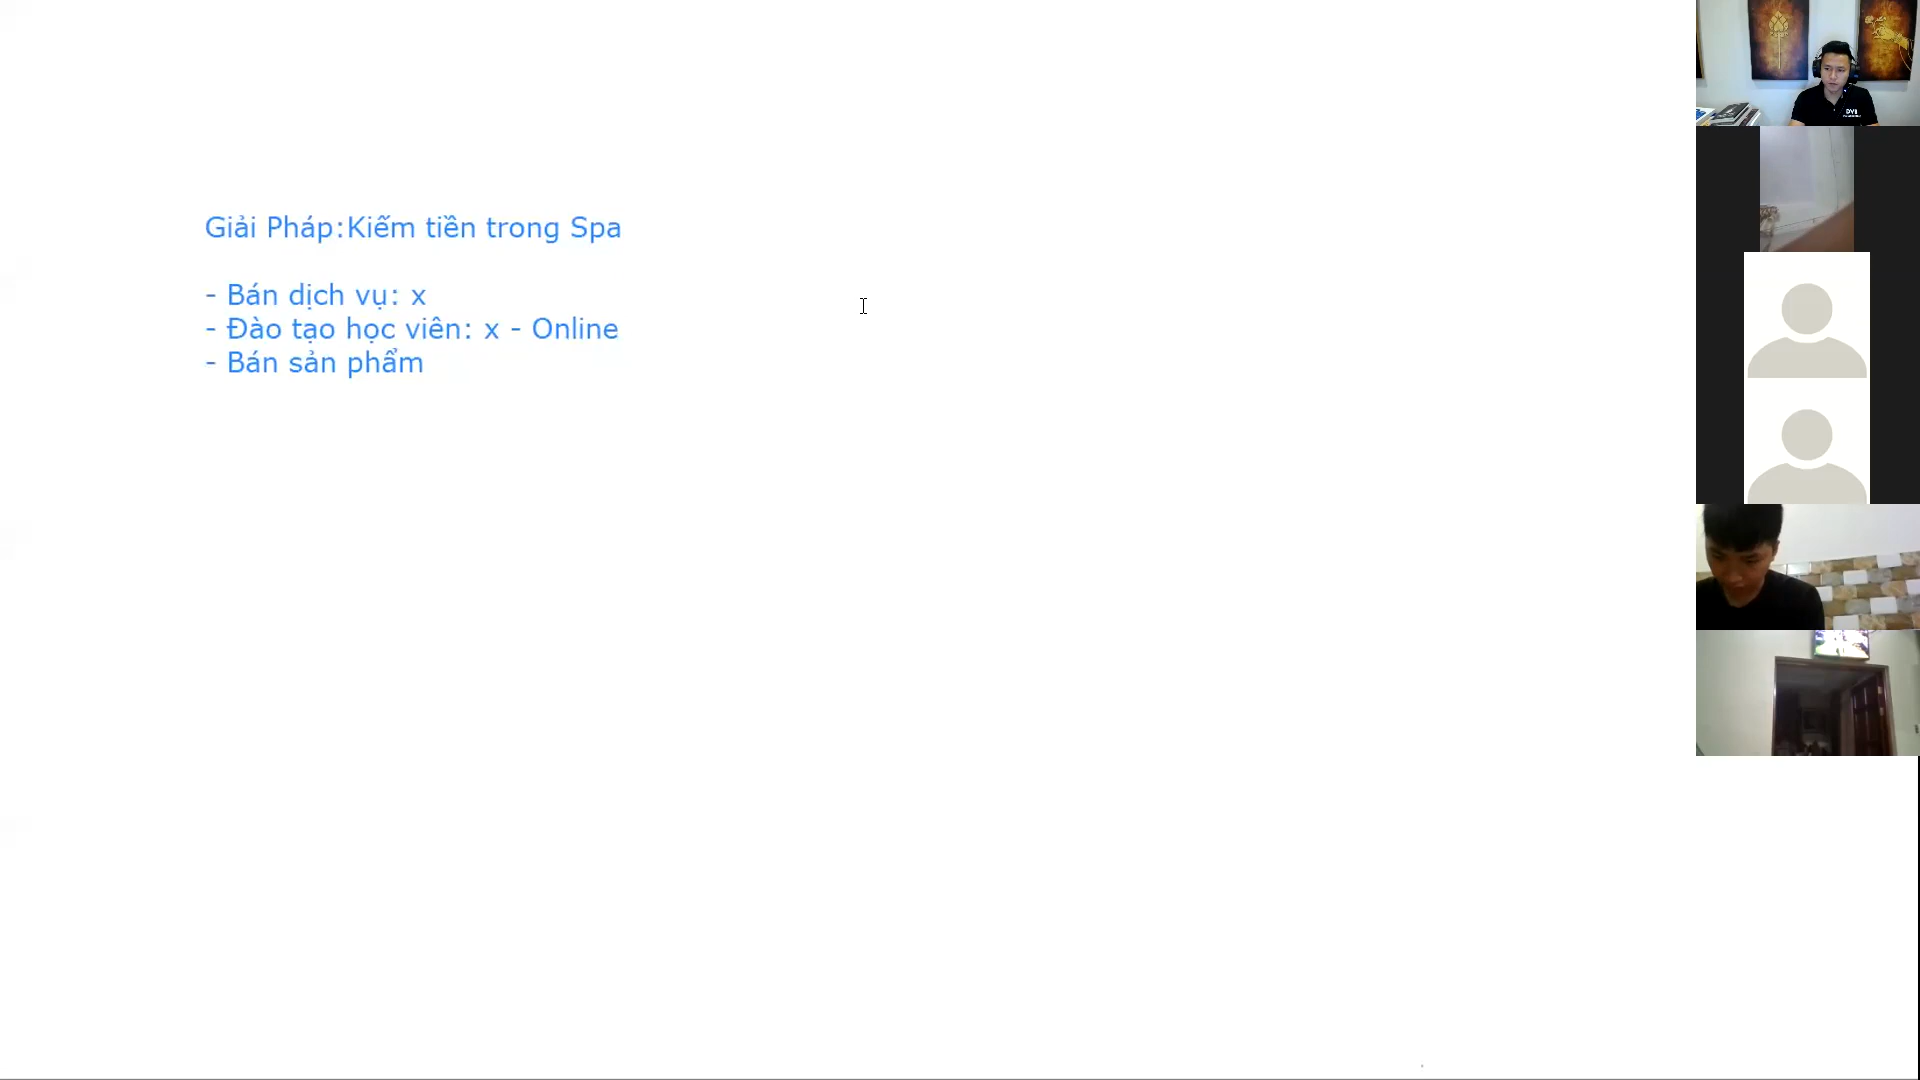 Giải Pháp:Kiếm tiền trong Spa
- Bán dịch vụ: x
- Đào tạo học viên: x - Online
- Bán sản phẩm